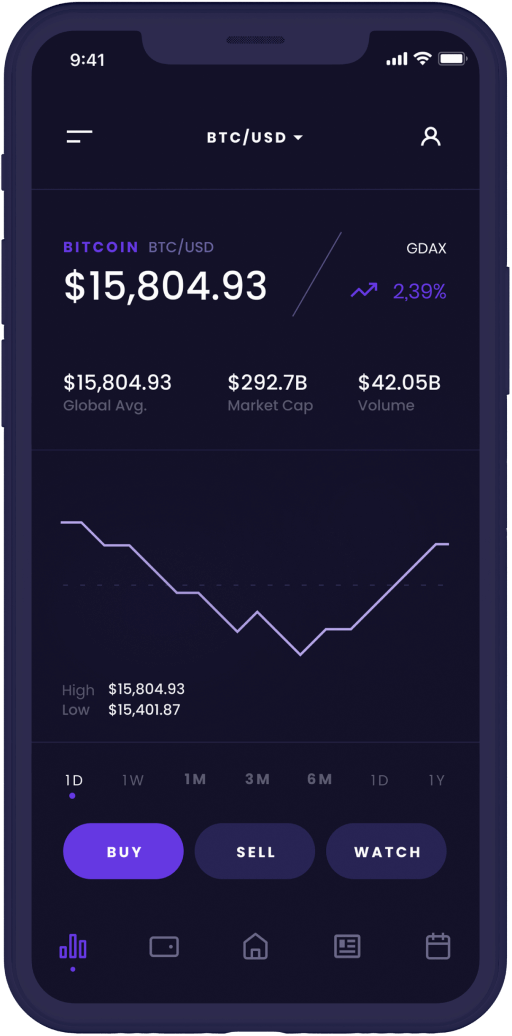 9:41
BTC/USD
BITCOIN BTC/USD
GDAX
$15,804.93
2,39%
$15,804.93 $292.7B $42.05B
Global Avg. Market Cap Volume
High $15,804.93
Low $15,401.87
1D 1W 1M 3M 6M 1D 1Y
BUY SELL WATCH